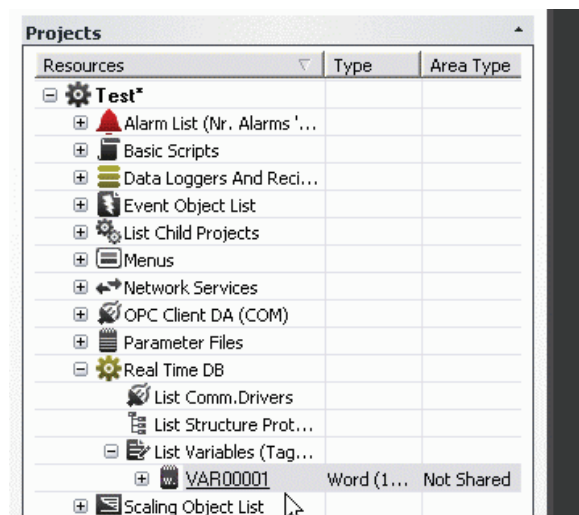 Projects
Resources Type Area Type
Test*
Alarm List (Nr. Alarms '...
Basic Scripts
Data Loggers And Reci...
Event Object List
List Child Projects
Menus
Network Services
OPC Client DA (COM)
Parameter Files
Real Time DB
List Comm.Drivers
List Structure Prot...
List Variables (Tag...
VAR00001 Word (1... Not Shared
Scaling Object List